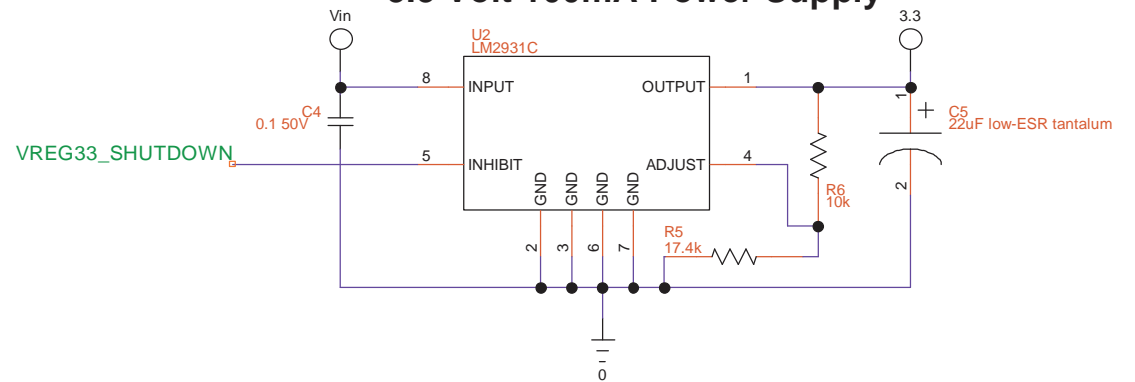 3.3 Volt 100mA Power Supply
Vin
3.3
U2
LM2931C
8
INPUT
OUTPUT
1
1
C4
0.1 50V
C5
22uF low-ESR tantalum
VREG33_SHUTDOWN
5
INHIBIT
ADJUST
4
GND
GND
GND
GND
2
R6
10k
R5
17.4k
2
3
6
7
0